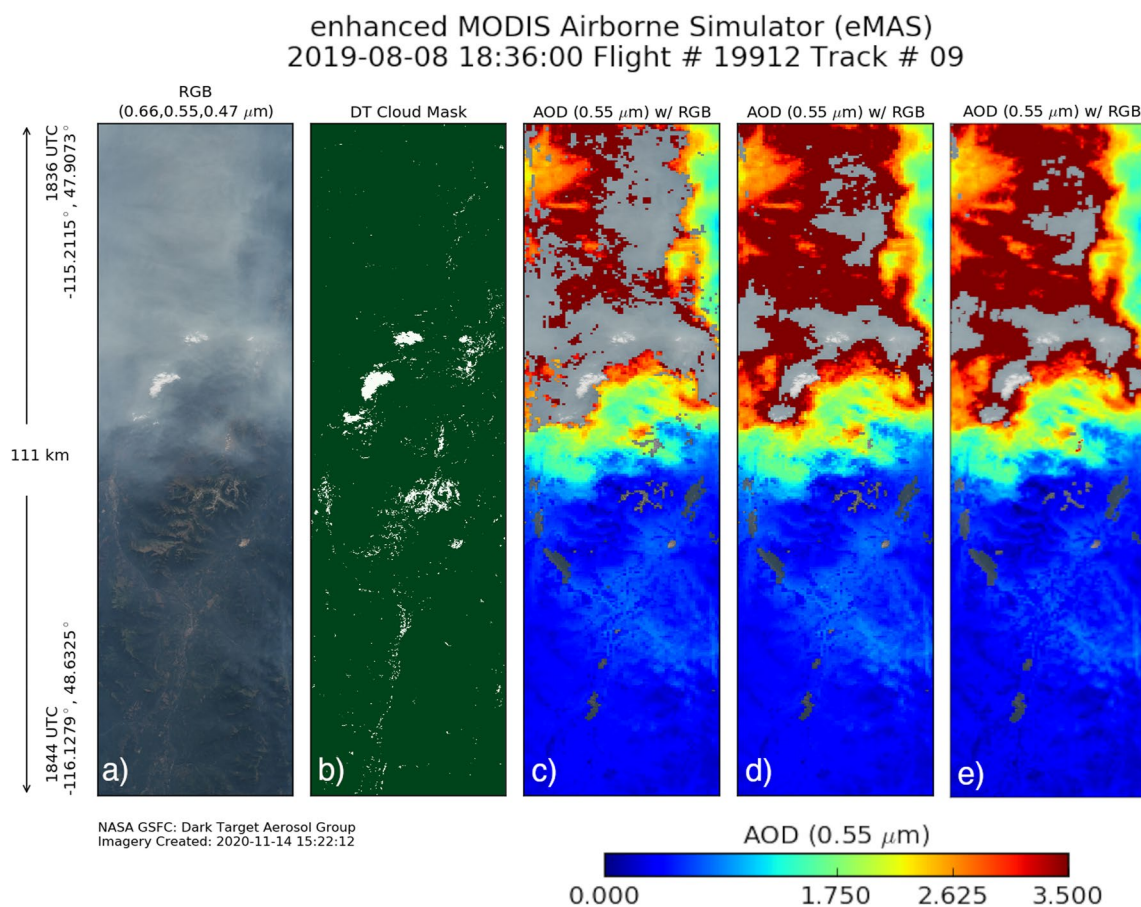 enhanced MODIS Airborne Simulator (eMAS)
2019-08-08 18:36:00 Flight # 19912 Track # 09
RGB
(0.66,0.55,0.47 μm)
DT Cloud Mask
AOD (0.55 μm) w/ RGB
AOD (0.55 μm) w/ RGB
AOD (0.55 μm) w/ RGB
1836 UTC
-115.2115°, 47.9073°
111 km
1844 UTC
-116.1279°, 48.6325°
a)
b)
c)
d)
e)
NASA GSFC: Dark Target Aerosol Group
Imagery Created: 2020-11-14 15:22:12
AOD (0.55 μm)
0.000
1.750
2.625
3.500